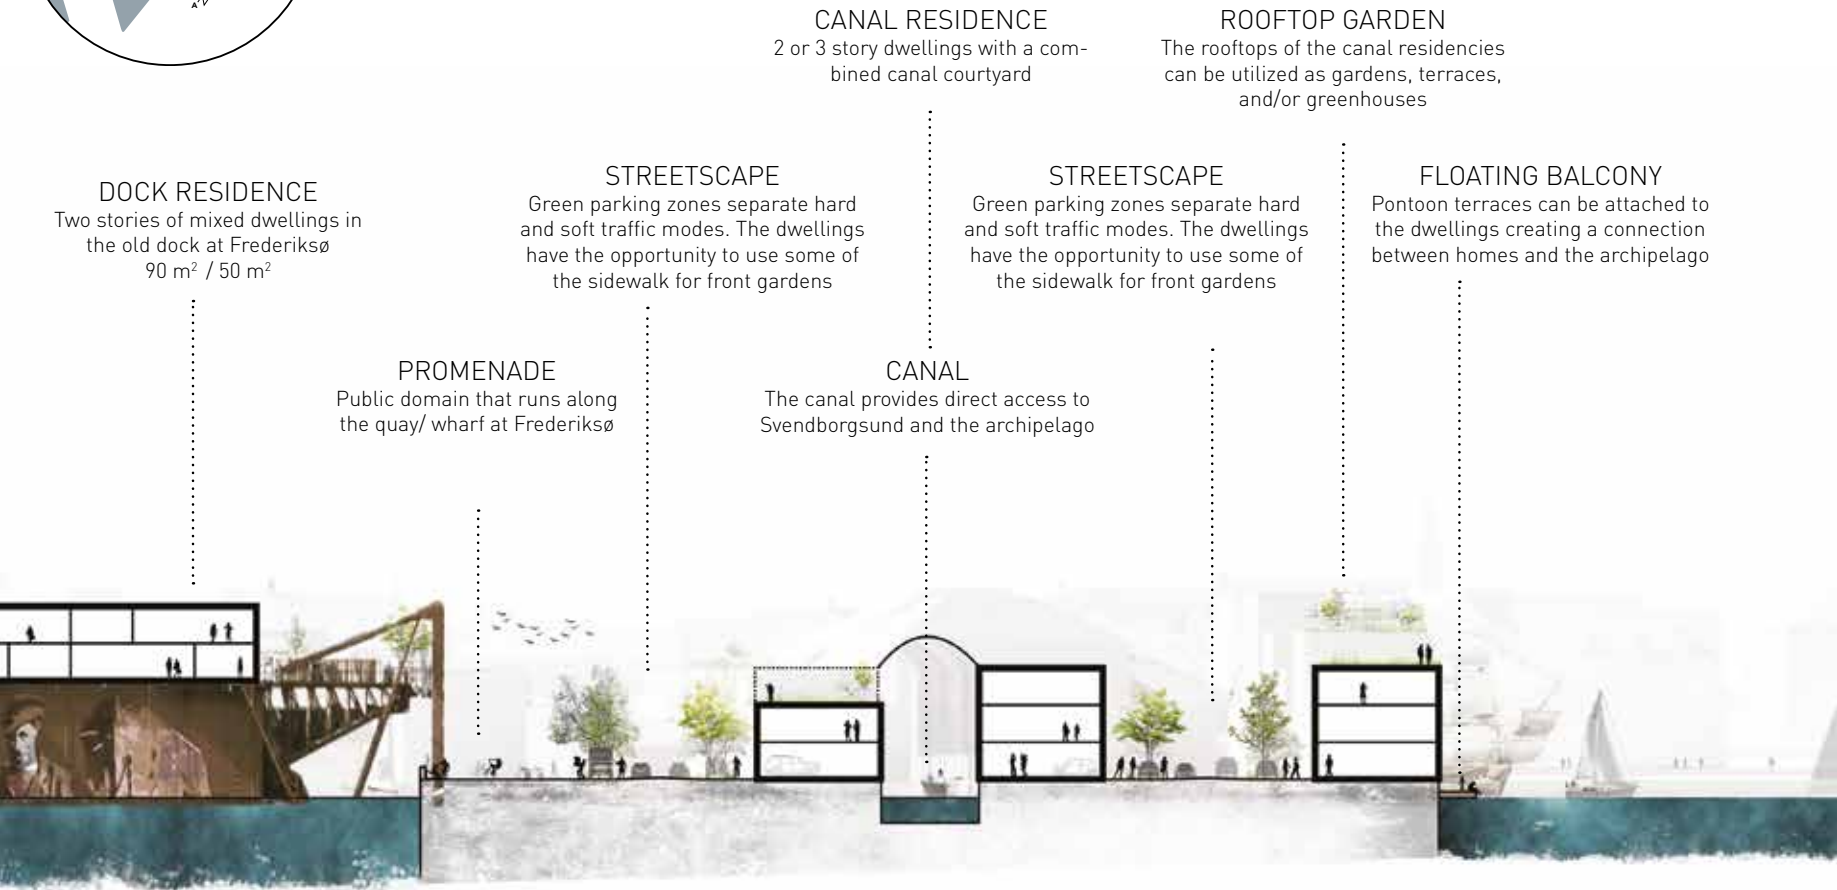 CANAL RESIDENCE
2 or 3 story dwellings with a com-
bined canal courtyard
ROOFTOP GARDEN
The rooftops of the canal residencies
can be utilized as gardens, terraces,
and/or greenhouses
DOCK RESIDENCE
Two stories of mixed dwellings in
the old dock at Frederiksø
90 m² / 50 m²
STREETSCAPE
Green parking zones separate hard
and soft traffic modes. The dwellings
have the opportunity to use some of
the sidewalk for front gardens
STREETSCAPE
Green parking zones separate hard
and soft traffic modes. The dwellings
have the opportunity to use some of
the sidewalk for front gardens
FLOATING BALCONY
Pontoon terraces can be attached to
the dwellings creating a connection
between homes and the archipelago
PROMENADE
Public domain that runs along
the quay/ wharf at Frederiksø
CANAL
The canal provides direct access to
Svendborgsund and the archipelago